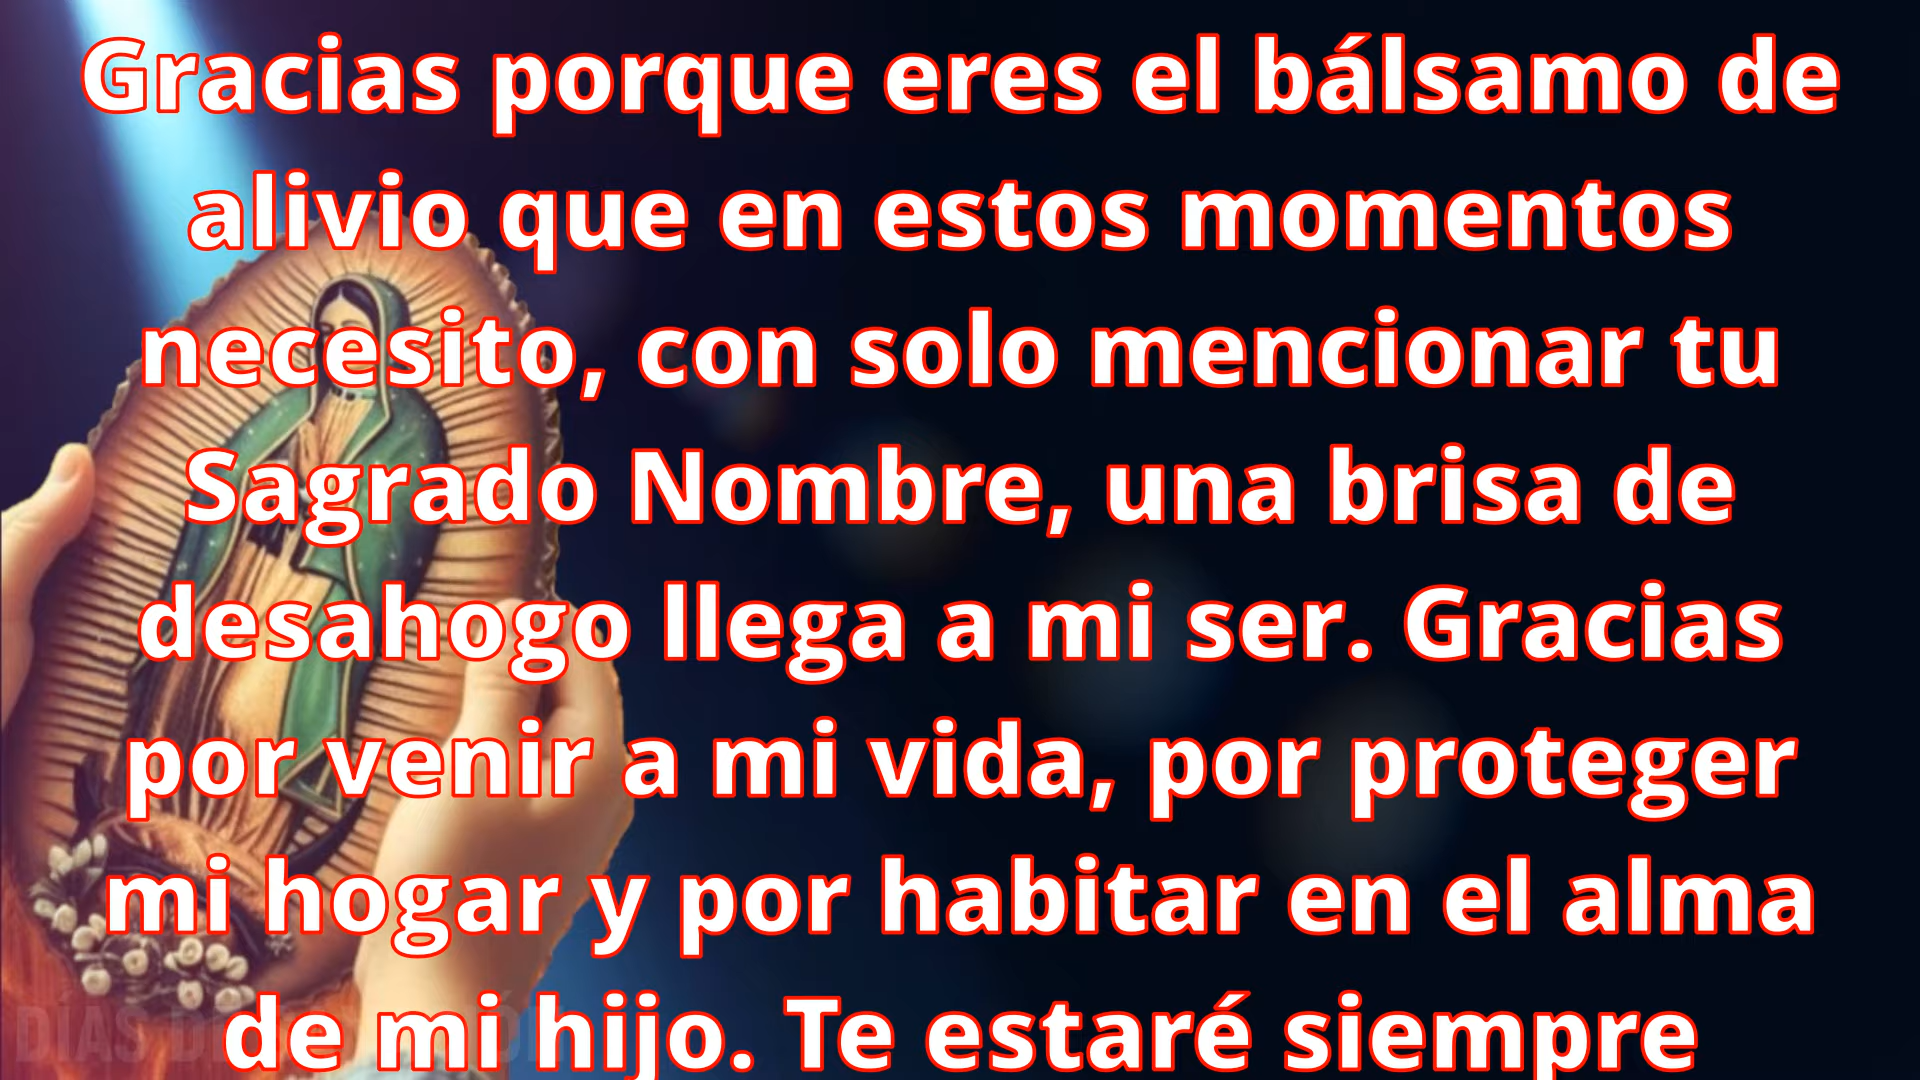 Gracias porque eres el bálsamo de
alivio que en estos momentos
necesito, con solo mencionar tu
Sagrado Nombre, una brisa de
desahogo llega a mi ser. Gracias
por venir a mi vida, por proteger
mi hogar y por habitar en el alma
de mi hijo. Te estaré siempre
DÍAS